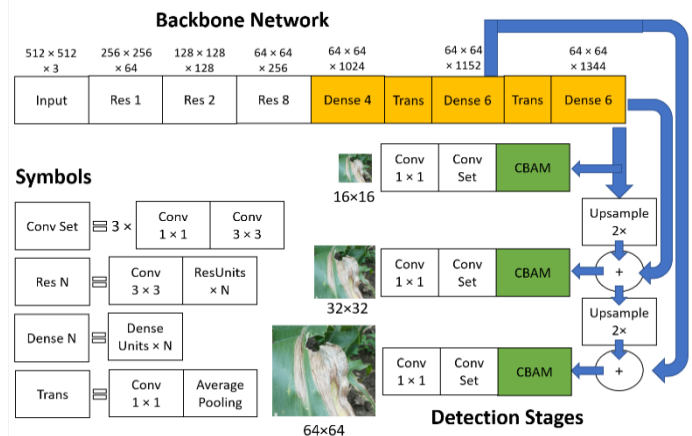 Backbone Network
512 × 512
× 3
256 × 256
× 64
128 × 128
× 128
64 × 64
× 256
64 × 64
× 1024
64 × 64
× 1152
64 × 64
× 1344
Input
Res 1
Res 2
Res 8
Dense 4
Trans
Dense 6
Trans
Dense 6
Conv
1 × 1
Conv
Set
CBAM
16×16
Upsample
2×
Conv
1 × 1
Conv
Set
CBAM
+
32×32
Upsample
2×
Conv
1 × 1
Conv
Set
CBAM
+
64×64
Detection Stages
Symbols
Conv Set = 3 ×
Conv
1 × 1
Conv
3 × 3
Res N =
Conv
3 × 3
ResUnits
× N
Dense N =
Dense
Units × N
Trans =
Conv
1 × 1
Average
Pooling